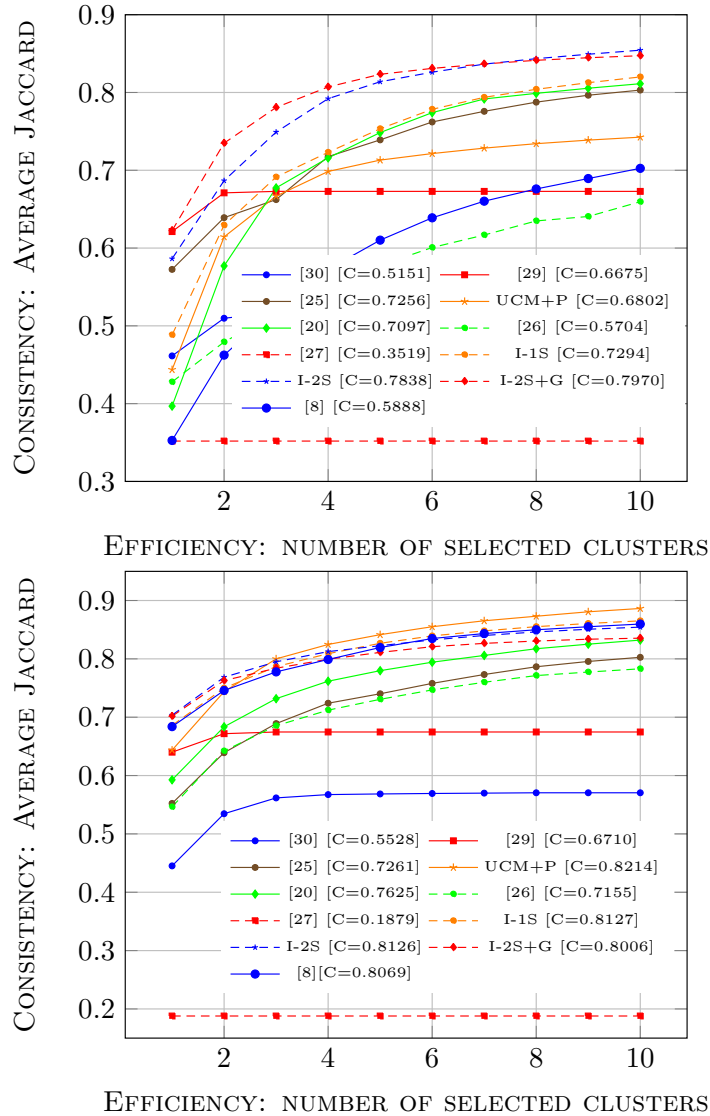 0.9
0.8
0.7
0.6
0.5
0.4
0.3
CONSISTENCY: AVERAGE JACCARD
[30] [C=0.5151] [29] [C=0.6675]
[25] [C=0.7256] UCM+P [C=0.6802]
[20] [C=0.7097] [26] [C=0.5704]
[27] [C=0.3519] I-1S [C=0.7294]
I-2S [C=0.7838] I-2S+G [C=0.7970]
[8] [C=0.5888]
2 4 6 8 10
EFFICIENCY: NUMBER OF SELECTED CLUSTERS
0.9
0.8
0.7
0.6
0.5
0.4
0.3
0.2
CONSISTENCY: AVERAGE JACCARD
[30] [C=0.5528] [29] [C=0.6710]
[25] [C=0.7261] UCM+P [C=0.8214]
[20] [C=0.7625] [26] [C=0.7155]
[27] [C=0.1879] I-1S [C=0.8127]
I-2S [C=0.8126] I-2S+G [C=0.8006]
[8][C=0.8069]
2 4 6 8 10
EFFICIENCY: NUMBER OF SELECTED CLUSTERS